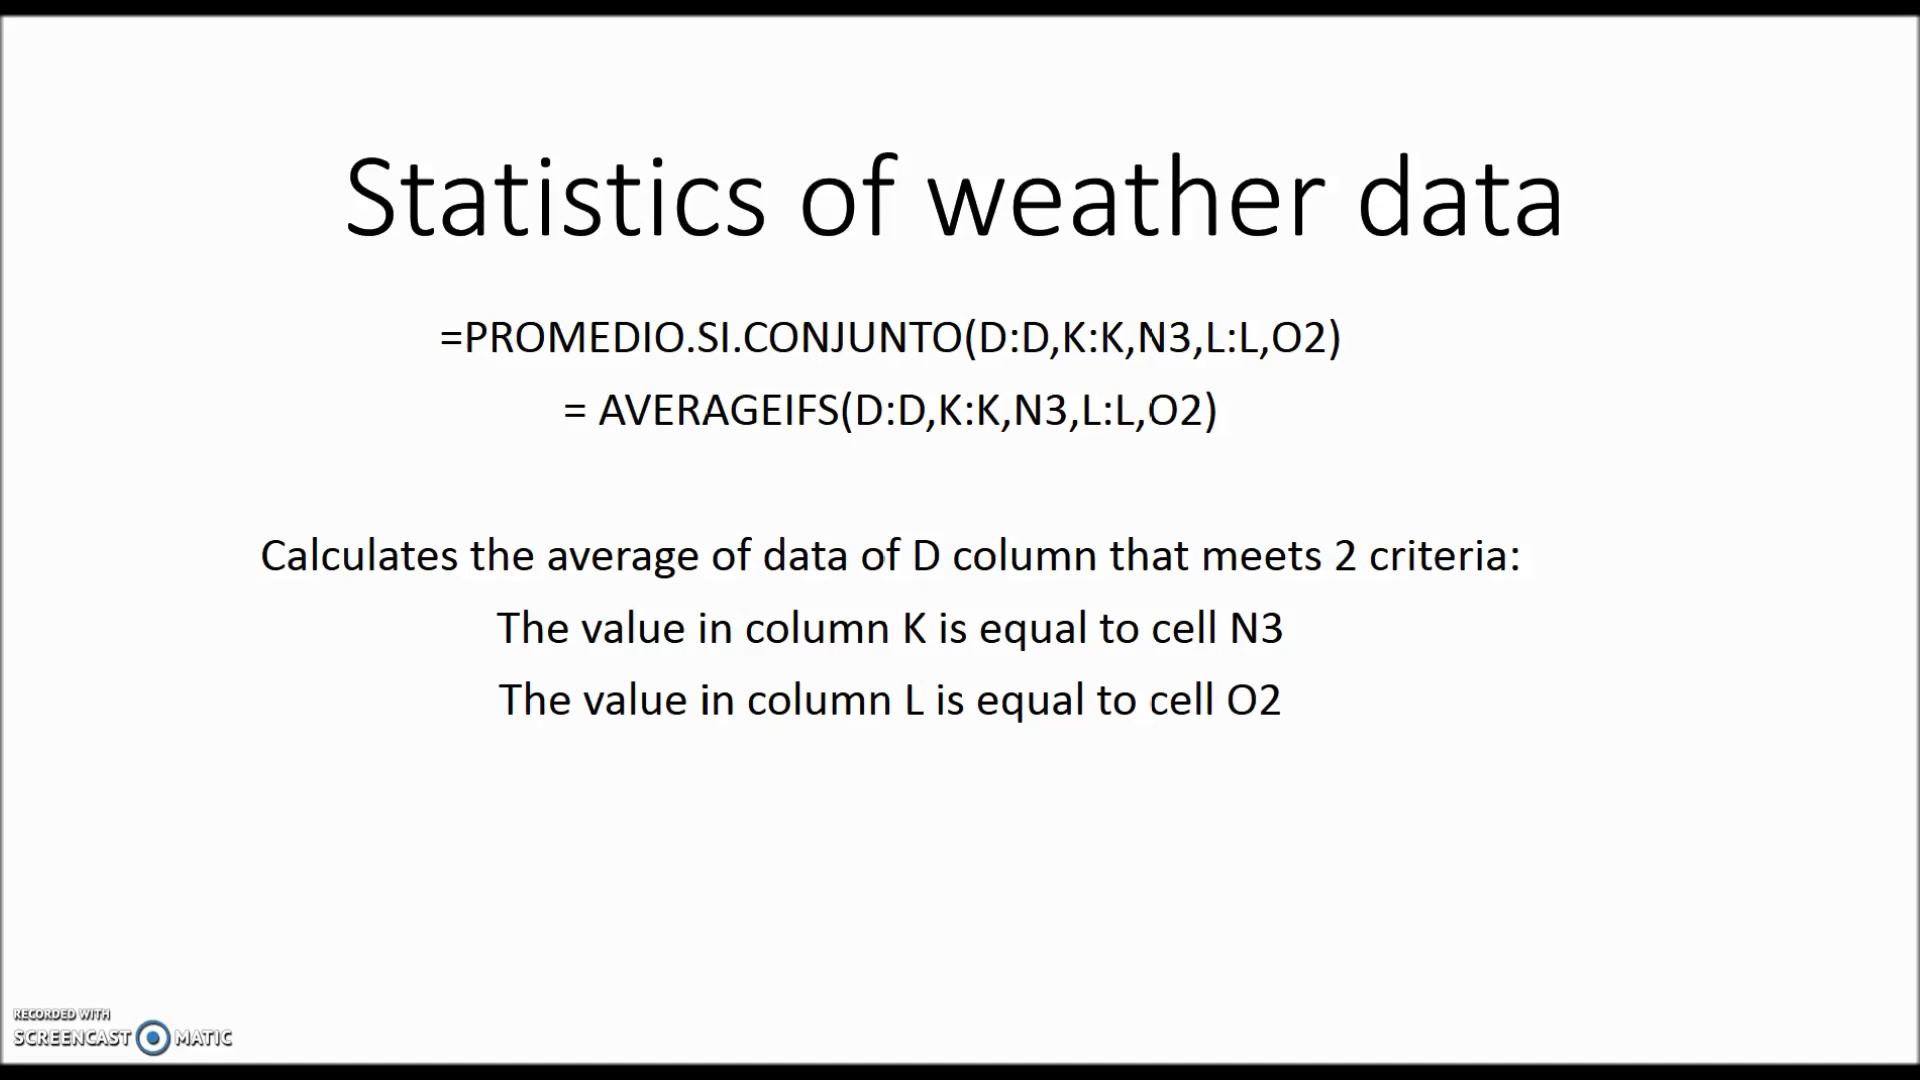 Statistics of weather data
=PROMEDIO.SI.CONJUNTO(D:D,K:K,N3,L:L,O2)
= AVERAGEIFS(D:D,K:K,N3,L:L,O2)
Calculates the average of data of D column that meets 2 criteria:
The value in column K is equal to cell N3
The value in column L is equal to cell O2
RECORDED WITH
SCREENCAST MATIC